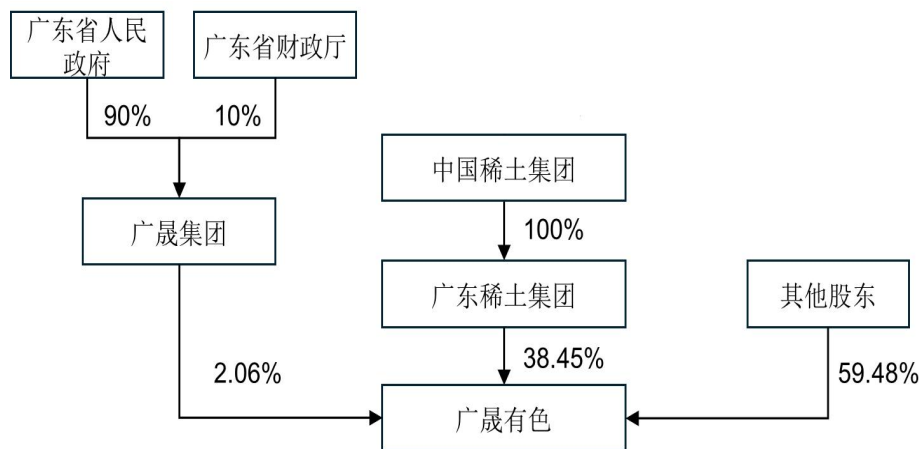 广东省人民
政府
广东省财政厅
90%
10%
中国稀土集团
广晟集团
100%
广东稀土集团
其他股东
2.06%
38.45%
59.48%
广晟有色